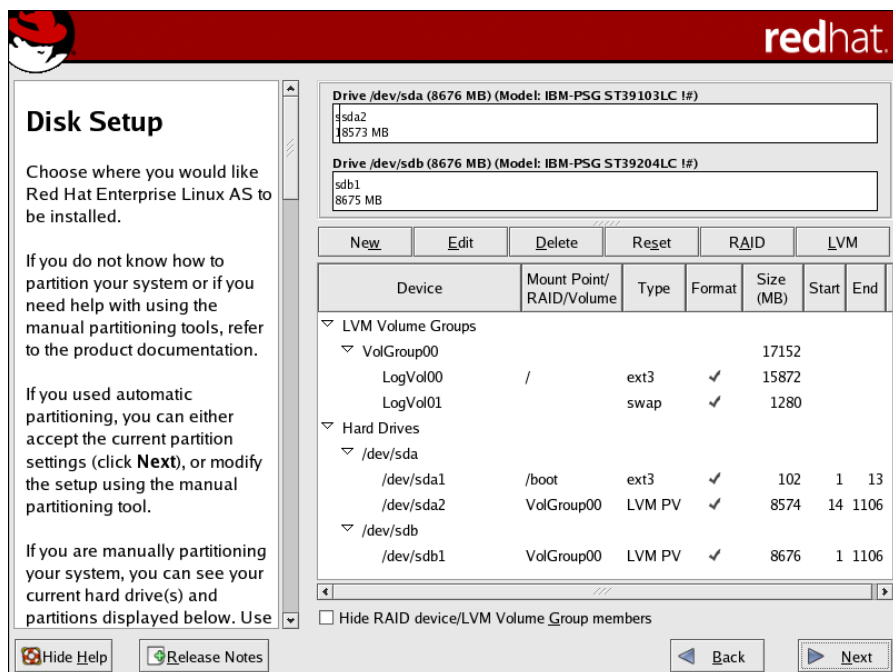 redhat.
Disk Setup
Choose where you would like
Red Hat Enterprise Linux AS to
be installed.
If you do not know how to
partition your system or if you
need help with using the
manual partitioning tools, refer
to the product documentation.
If you used automatic
partitioning, you can either
accept the current partition
settings (click Next), or modify
the setup using the manual
partitioning tool.
If you are manually partitioning
your system, you can see your
current hard drive(s) and
partitions displayed below. Use
Drive /dev/sda (8676 MB) (Model: IBM-PSG ST39103LC !#)
s sda2
1 8573 MB
Drive /dev/sdb (8676 MB) (Model: IBM-PSG ST39204LC !#)
sdb1
8675 MB
New Edit Delete Reset RAID LVM
Device Mount Point/ RAID/Volume Type Format Size (MB) Start End
LVM Volume Groups
VolGroup00 17152
LogVol00 / ext3 15872
LogVol01 swap 1280
Hard Drives
/dev/sda
/dev/sda1 /boot ext3 102 1 13
/dev/sda2 VolGroup00 LVM PV 8574 14 1106
/dev/sdb
/dev/sdb1 VolGroup00 LVM PV 8676 1 1106
Hide RAID device/LVM Volume Group members
Hide Help Release Notes Back Next